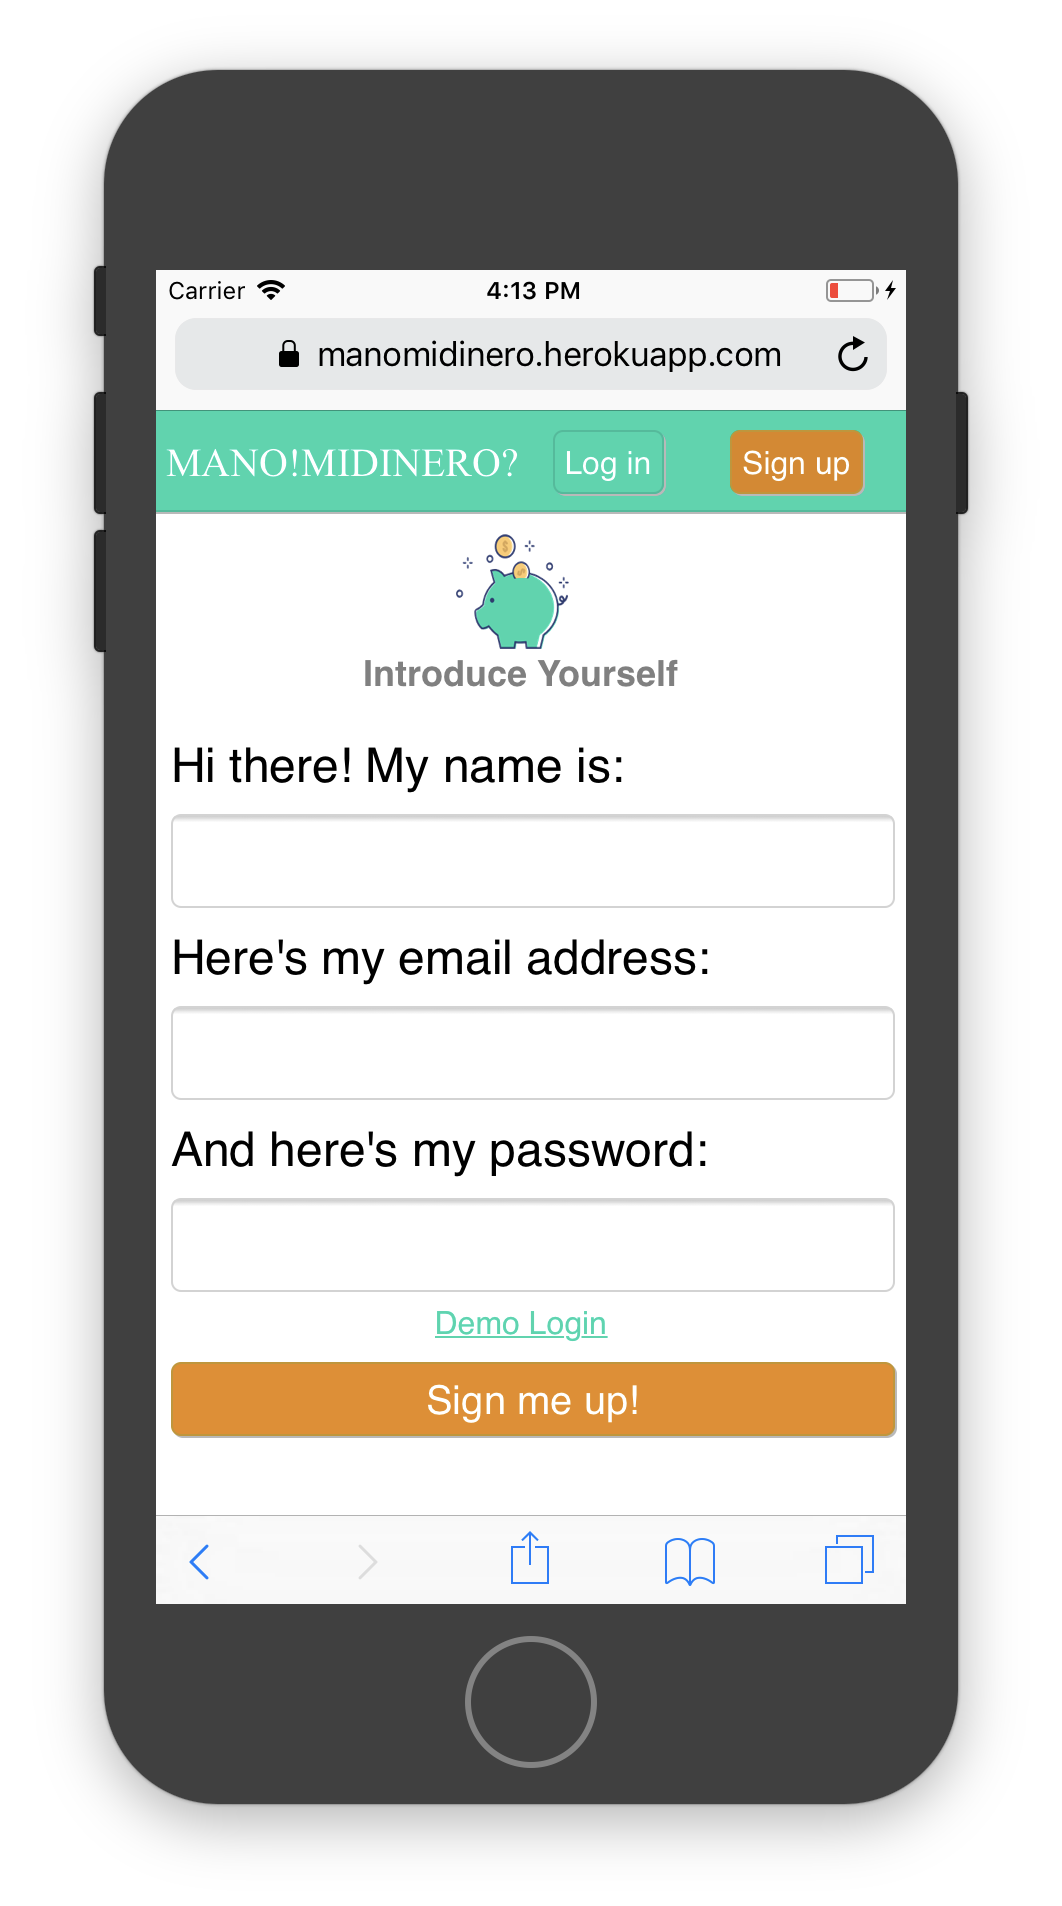 Carrier 4:13 PM
manomidinero.herokuapp.com
MANO!MIDINERO? Log in Sign up
$
$
Introduce Yourself
Hi there! My name is:
Here's my email address:
And here's my password:
Demo Login
Sign me up!